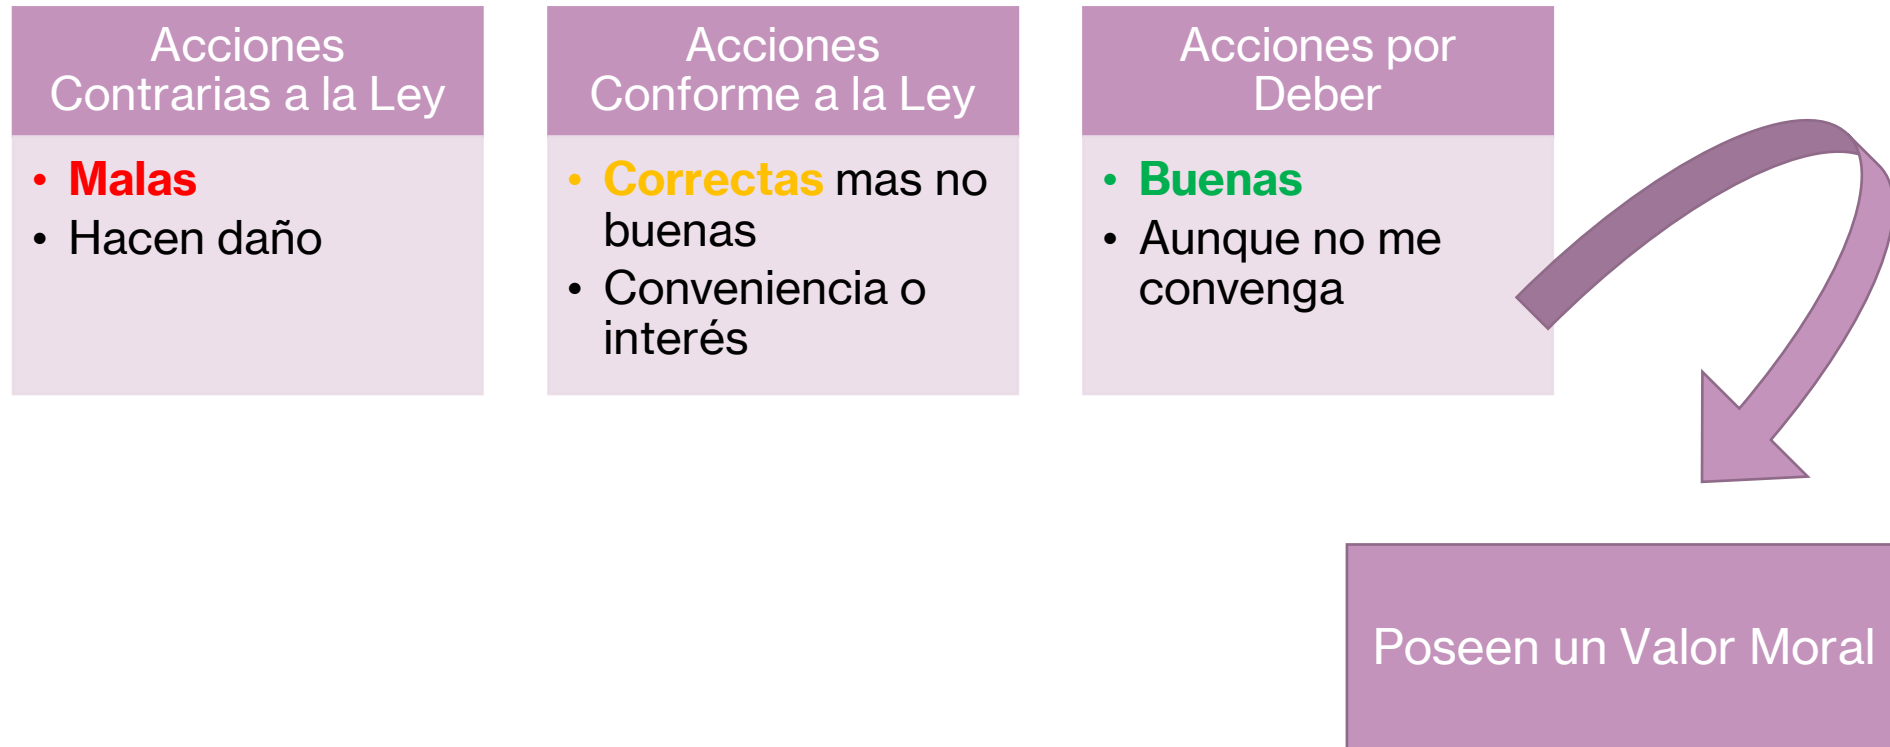 Acciones
Contrarias a la Ley
• Malas
• Hacen daño
Acciones
Conforme a la Ley
• Correctas mas no
buenas
• Conveniencia o
interés
Acciones por
Deber
• Buenas
• Aunque no me
convenga
Poseen un Valor Moral